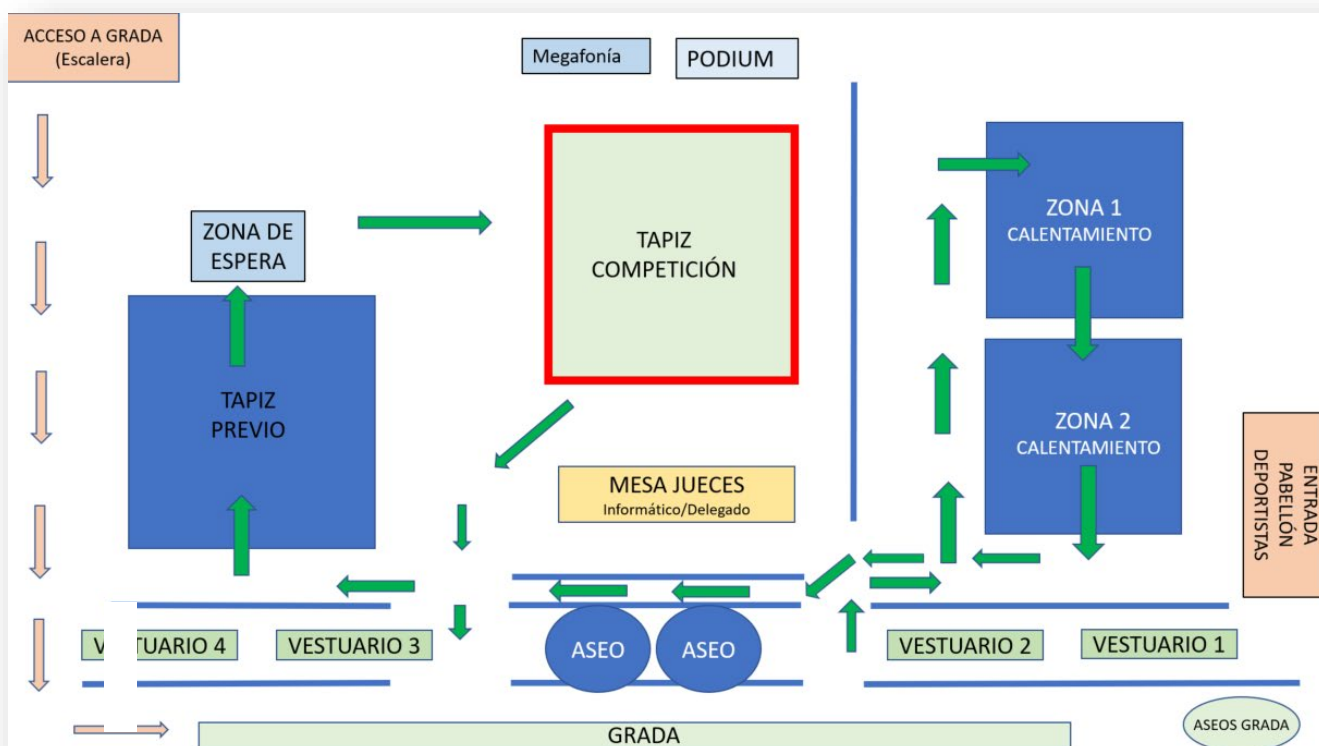 ACCESO A GRADA
(Escalera)
Megafonía
PODIUM
ZONA DE
ESPERA
TAPIZ
COMPETICIÓN
ZONA 1
CALENTAMIENTO
TAPIZ
PREVIO
ZONA 2
CALENTAMIENTO
ENTRADA
PABELLÓN
DEPORTISTAS
MESA JUECES
Informático/Delegado
VE TUARIO 4
VESTUARIO 3
ASEO
ASEO
VESTUARIO 2
VESTUARIO 1
GRADA
ASEOS GRADA